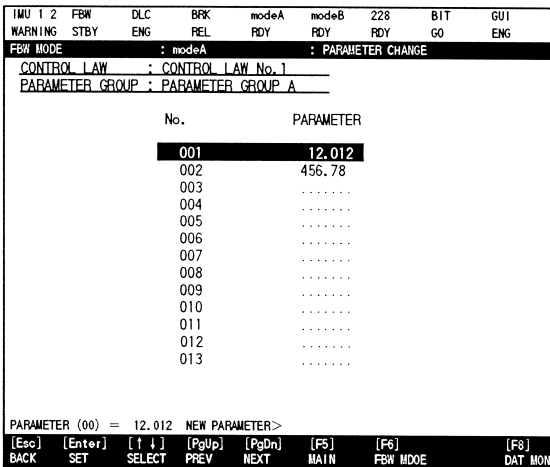 IMU 1 2 FBW DLC BRK modeA modeB 228 BIT GUI
WARNING STBY ENG REL RDY RDY RDY GO ENG
FBW MODE : modeA : PARAMETER CHANGE
CONTROL LAW : CONTROL LAW No.1
PARAMETER GROUP : PARAMETER GROUP A
No. PARAMETER
001 12.012
002 456.78
003 .......
004 .......
005 .......
006 .......
007 .......
008 .......
009 .......
010 .......
011 .......
012 .......
013 .......
PARAMETER (00) = 12.012 NEW PARAMETER>
[Esc] [Enter] [↑↓] [PgUp] [PgDn] [F5] [F6] [F8]
BACK SET SELECT PREV NEXT MAIN FBW MDOE DAT MON